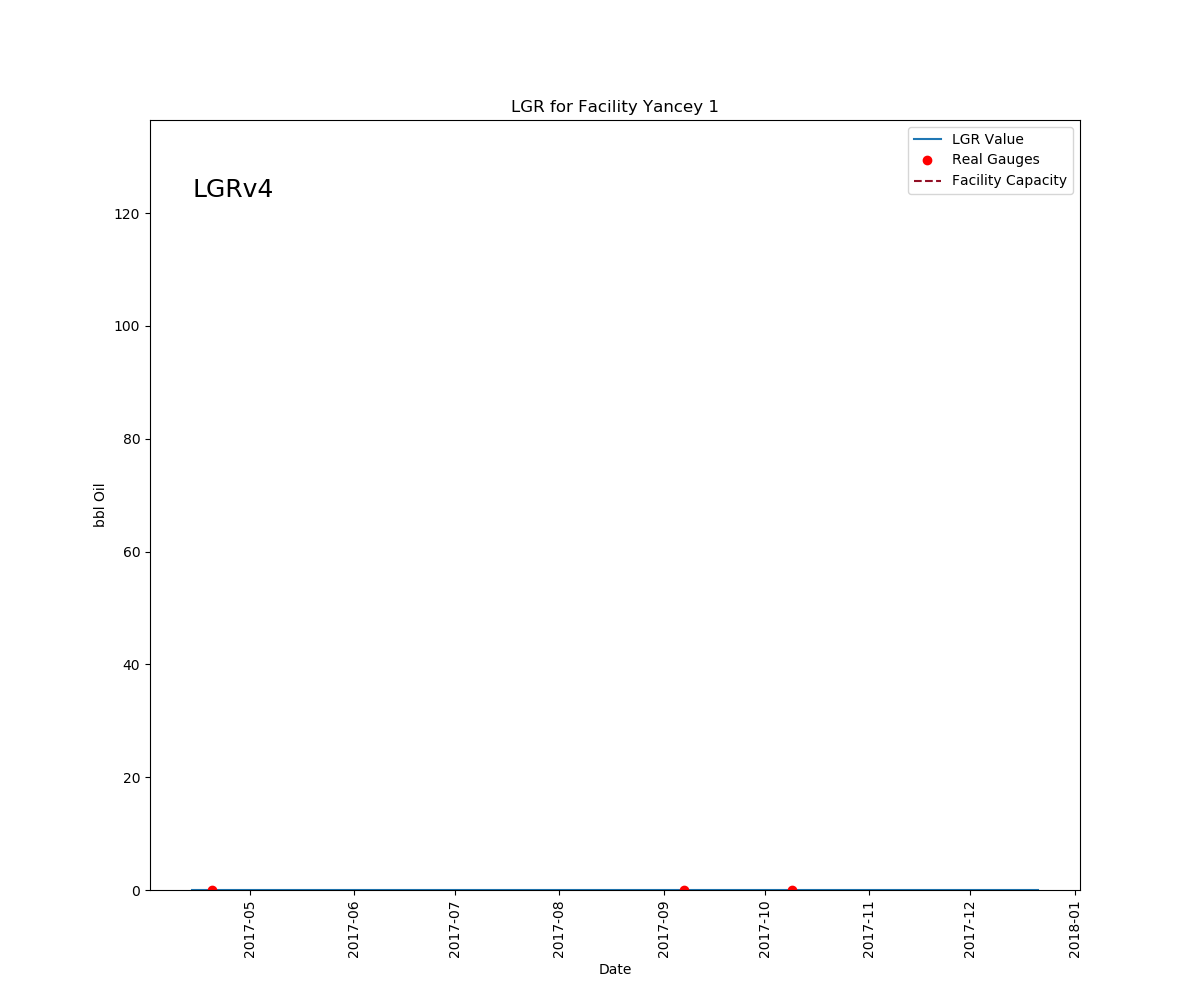 LGR for Facility Yancey 1
LGRv4
LGR Value
Real Gauges
Facility Capacity
bbl Oil
120
100
80
60
40
20
0
2017-05
2017-06
2017-07
2017-08
2017-09
2017-10
2017-11
2017-12
2018-01
Date